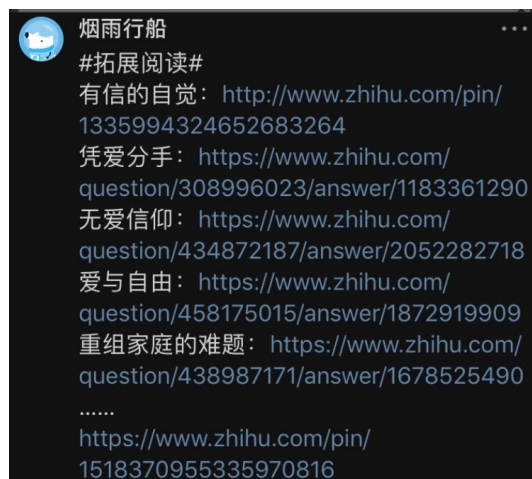 烟雨行船
#拓展阅读#
有信的自觉：http://www.zhihu.com/pin/
1335994324652683264
凭爱分手：https://www.zhihu.com/
question/308996023/answer/1183361290
无爱信仰：https://www.zhihu.com/
question/434872187/answer/2052282718
爱与自由：https://www.zhihu.com/
question/458175015/answer/1872919909
重组家庭的难题：https://www.zhihu.com/
question/438987171/answer/1678525490
......
https://www.zhihu.com/pin/
1518370955335970816